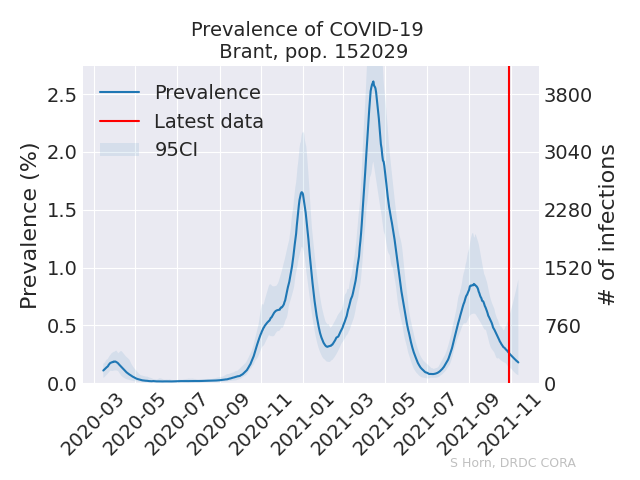 Prevalence of COVID-19
Brant, pop. 152029
Prevalence
Latest data
95CI
Prevalence (%)
2.5
2.0
1.5
1.0
0.5
0.0
3800
3040
2280
1520
760
0
# of infections
2020-03
2020-05
2020-07
2020-09
2020-11
2021-01
2021-03
2021-05
2021-07
2021-09
2021-11
S Horn, DRDC CORA